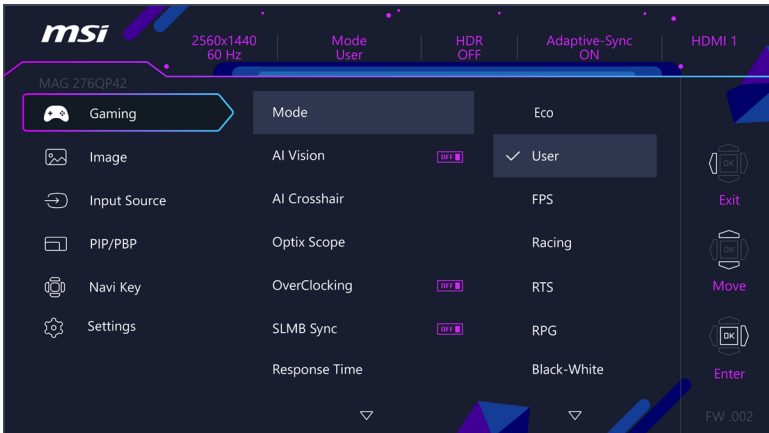 msi
2560x1440
60 Hz
Mode
User
HDR
OFF
Adaptive-Sync
ON
HDMI 1
MAG 276QP42
Gaming
Image
Input Source
PIP/PBP
Navi Key
Settings
Mode
AI Vision OFF
AI Crosshair
Optix Scope
OverClocking OFF
SLMB Sync OFF
Response Time
Eco
User
FPS
Racing
RTS
RPG
Black-White
OK
Exit
OK
Move
OK
Enter
FW .002